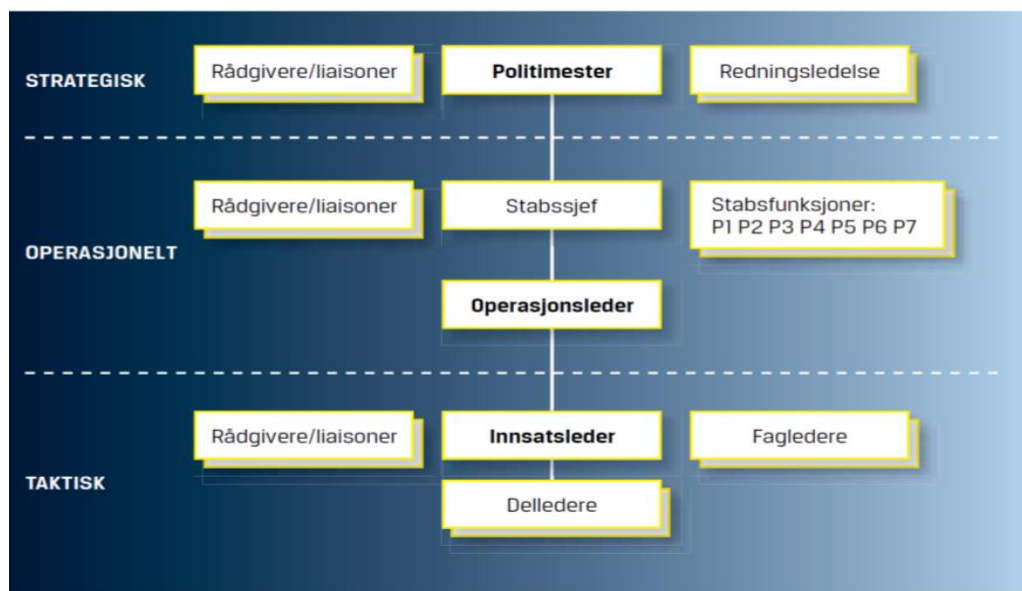 STRATEGISK
Rådgivere/liaisoner
Politimester
Redningsledelse
OPERASJONELT
Rådgivere/liaisoner
Stabssjef
Stabsfunksjoner:
P1 P2 P3 P4 P5 P6 P7
Operasjonsleder
TAKTISK
Rådgivere/liaisoner
Innsatsleder
Fagledere
Delledere